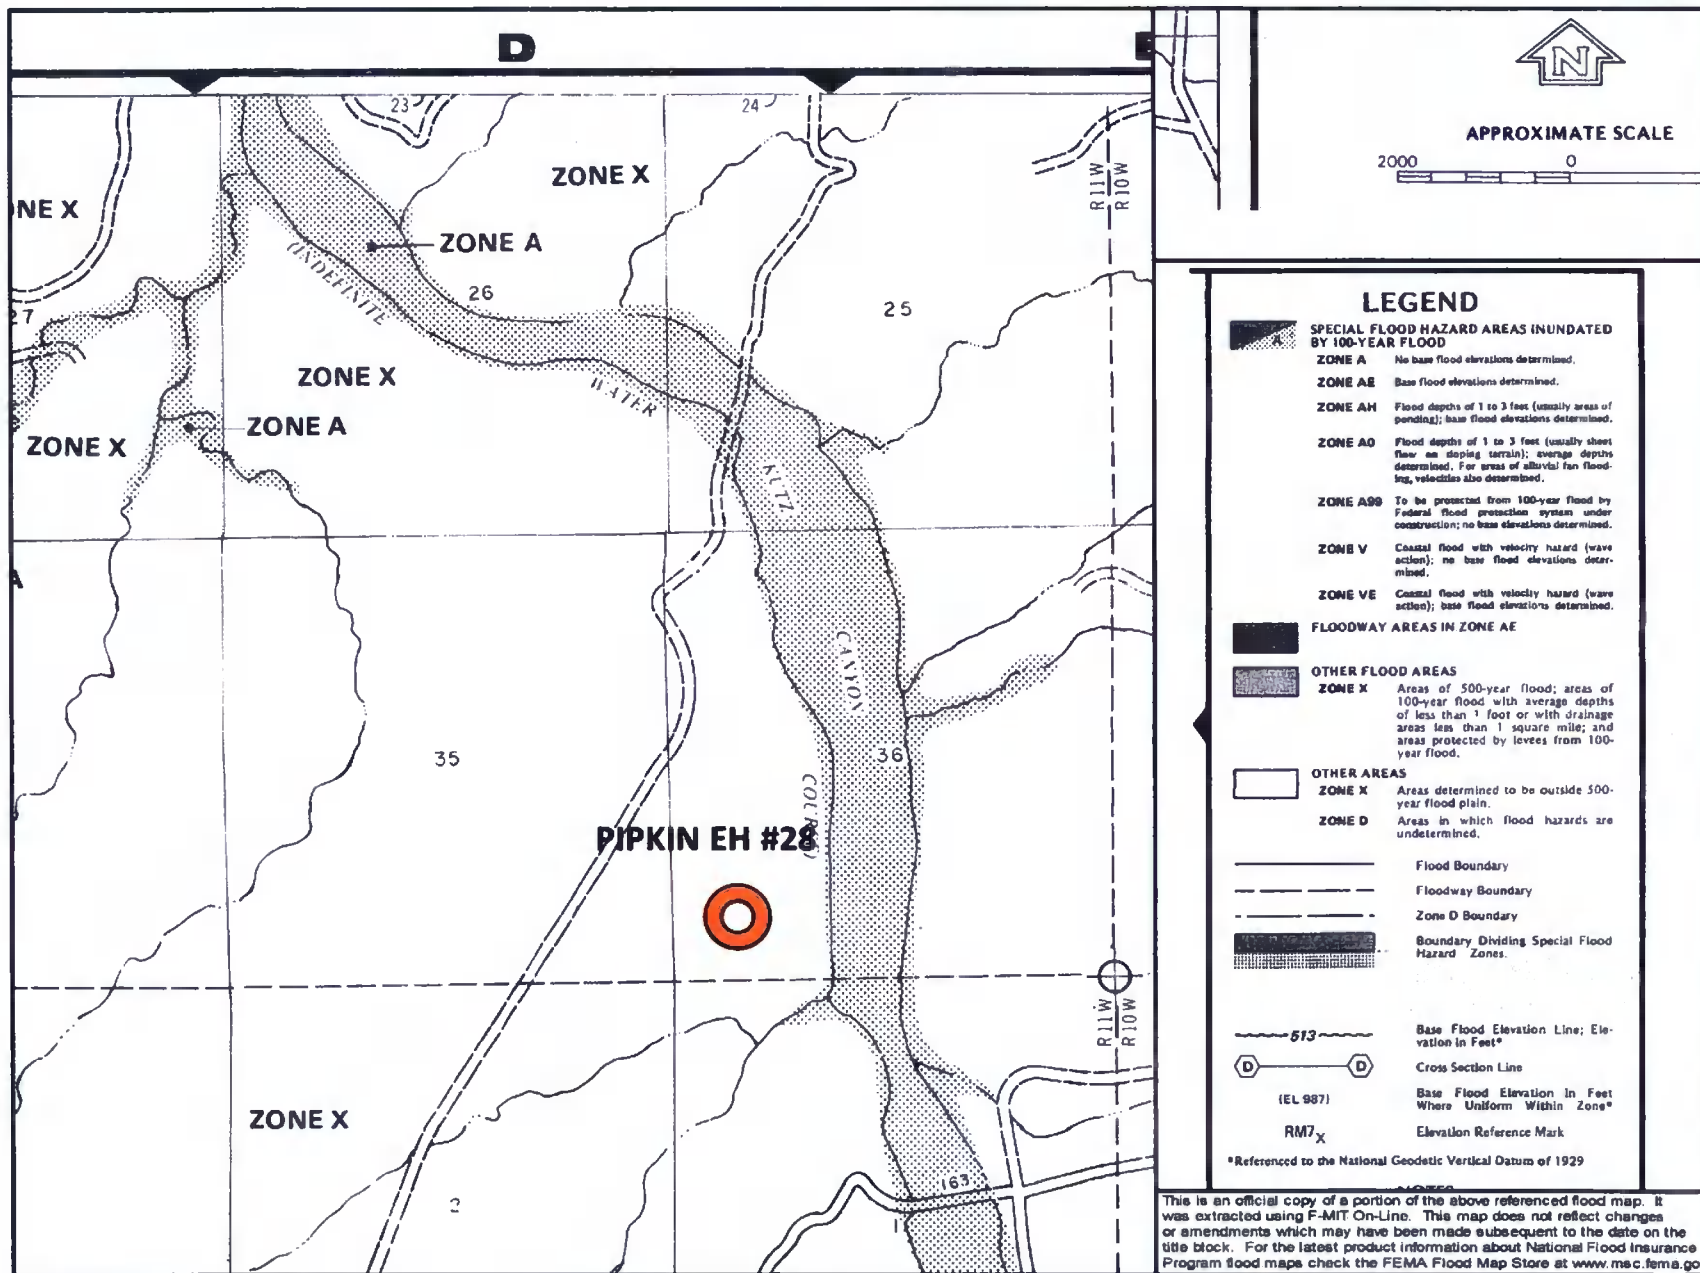 D
23
24
ZONE X
NE X
R11W
R10W
ZONE A
(INDEFINITE
26
25
27
ZONE X
WATER
ZONE A
ZONE X
KUTZ
A
CANYON
35
36
PIPKIN EH #28
R11W
R10W
ZONE X
163
2
N
APPROXIMATE SCALE
2000 0
LEGEND
SPECIAL FLOOD HAZARD AREAS INUNDATED
BY 100-YEAR FLOOD
ZONE A No base flood elevations determined.
ZONE AE Base flood elevations determined.
ZONE AH Flood depths of 1 to 3 feet (usually areas of
ponding); base flood elevations determined.
ZONE AO Flood depths of 1 to 3 feet (usually sheet
flow on sloping terrain); average depths
determined. For areas of alluvial fan flood-
ing, velocities also determined.
ZONE A99 To be protected from 100-year flood by
Federal flood protection system under
construction; no base elevations determined.
ZONE V Coastal flood with velocity hazard (wave
action); no base flood elevations deter-
mined.
ZONE VE Coastal flood with velocity hazard (wave
action); base flood elevations determined.
FLOODWAY AREAS IN ZONE AE
OTHER FLOOD AREAS
ZONE X Areas of 500-year flood; areas of
100-year flood with average depths
of less than 1 foot or with drainage
areas less than 1 square mile; and
areas protected by levees from 100-
year flood.
OTHER AREAS
ZONE X Areas determined to be outside 500-
year flood plain.
ZONE D Areas in which flood hazards are
undetermined.
Flood Boundary
Floodway Boundary
Zone D Boundary
Boundary Dividing Special Flood
Hazard Zones.
513 Base Flood Elevation Line; Ele-
vation in Feet*
D D Cross Section Line
(EL 987) Base Flood Elevation in Feet
Where Uniform Within Zone*
RM7X Elevation Reference Mark
*Referenced to the National Geodetic Vertical Datum of 1929
This is an official copy of a portion of the above referenced flood map. It
was extracted using F-MIT On-Line. This map does not reflect changes
or amendments which may have been made subsequent to the date on the
title block. For the latest product information about National Flood Insurance
Program flood maps check the FEMA Flood Map Store at www.msc.fema.go